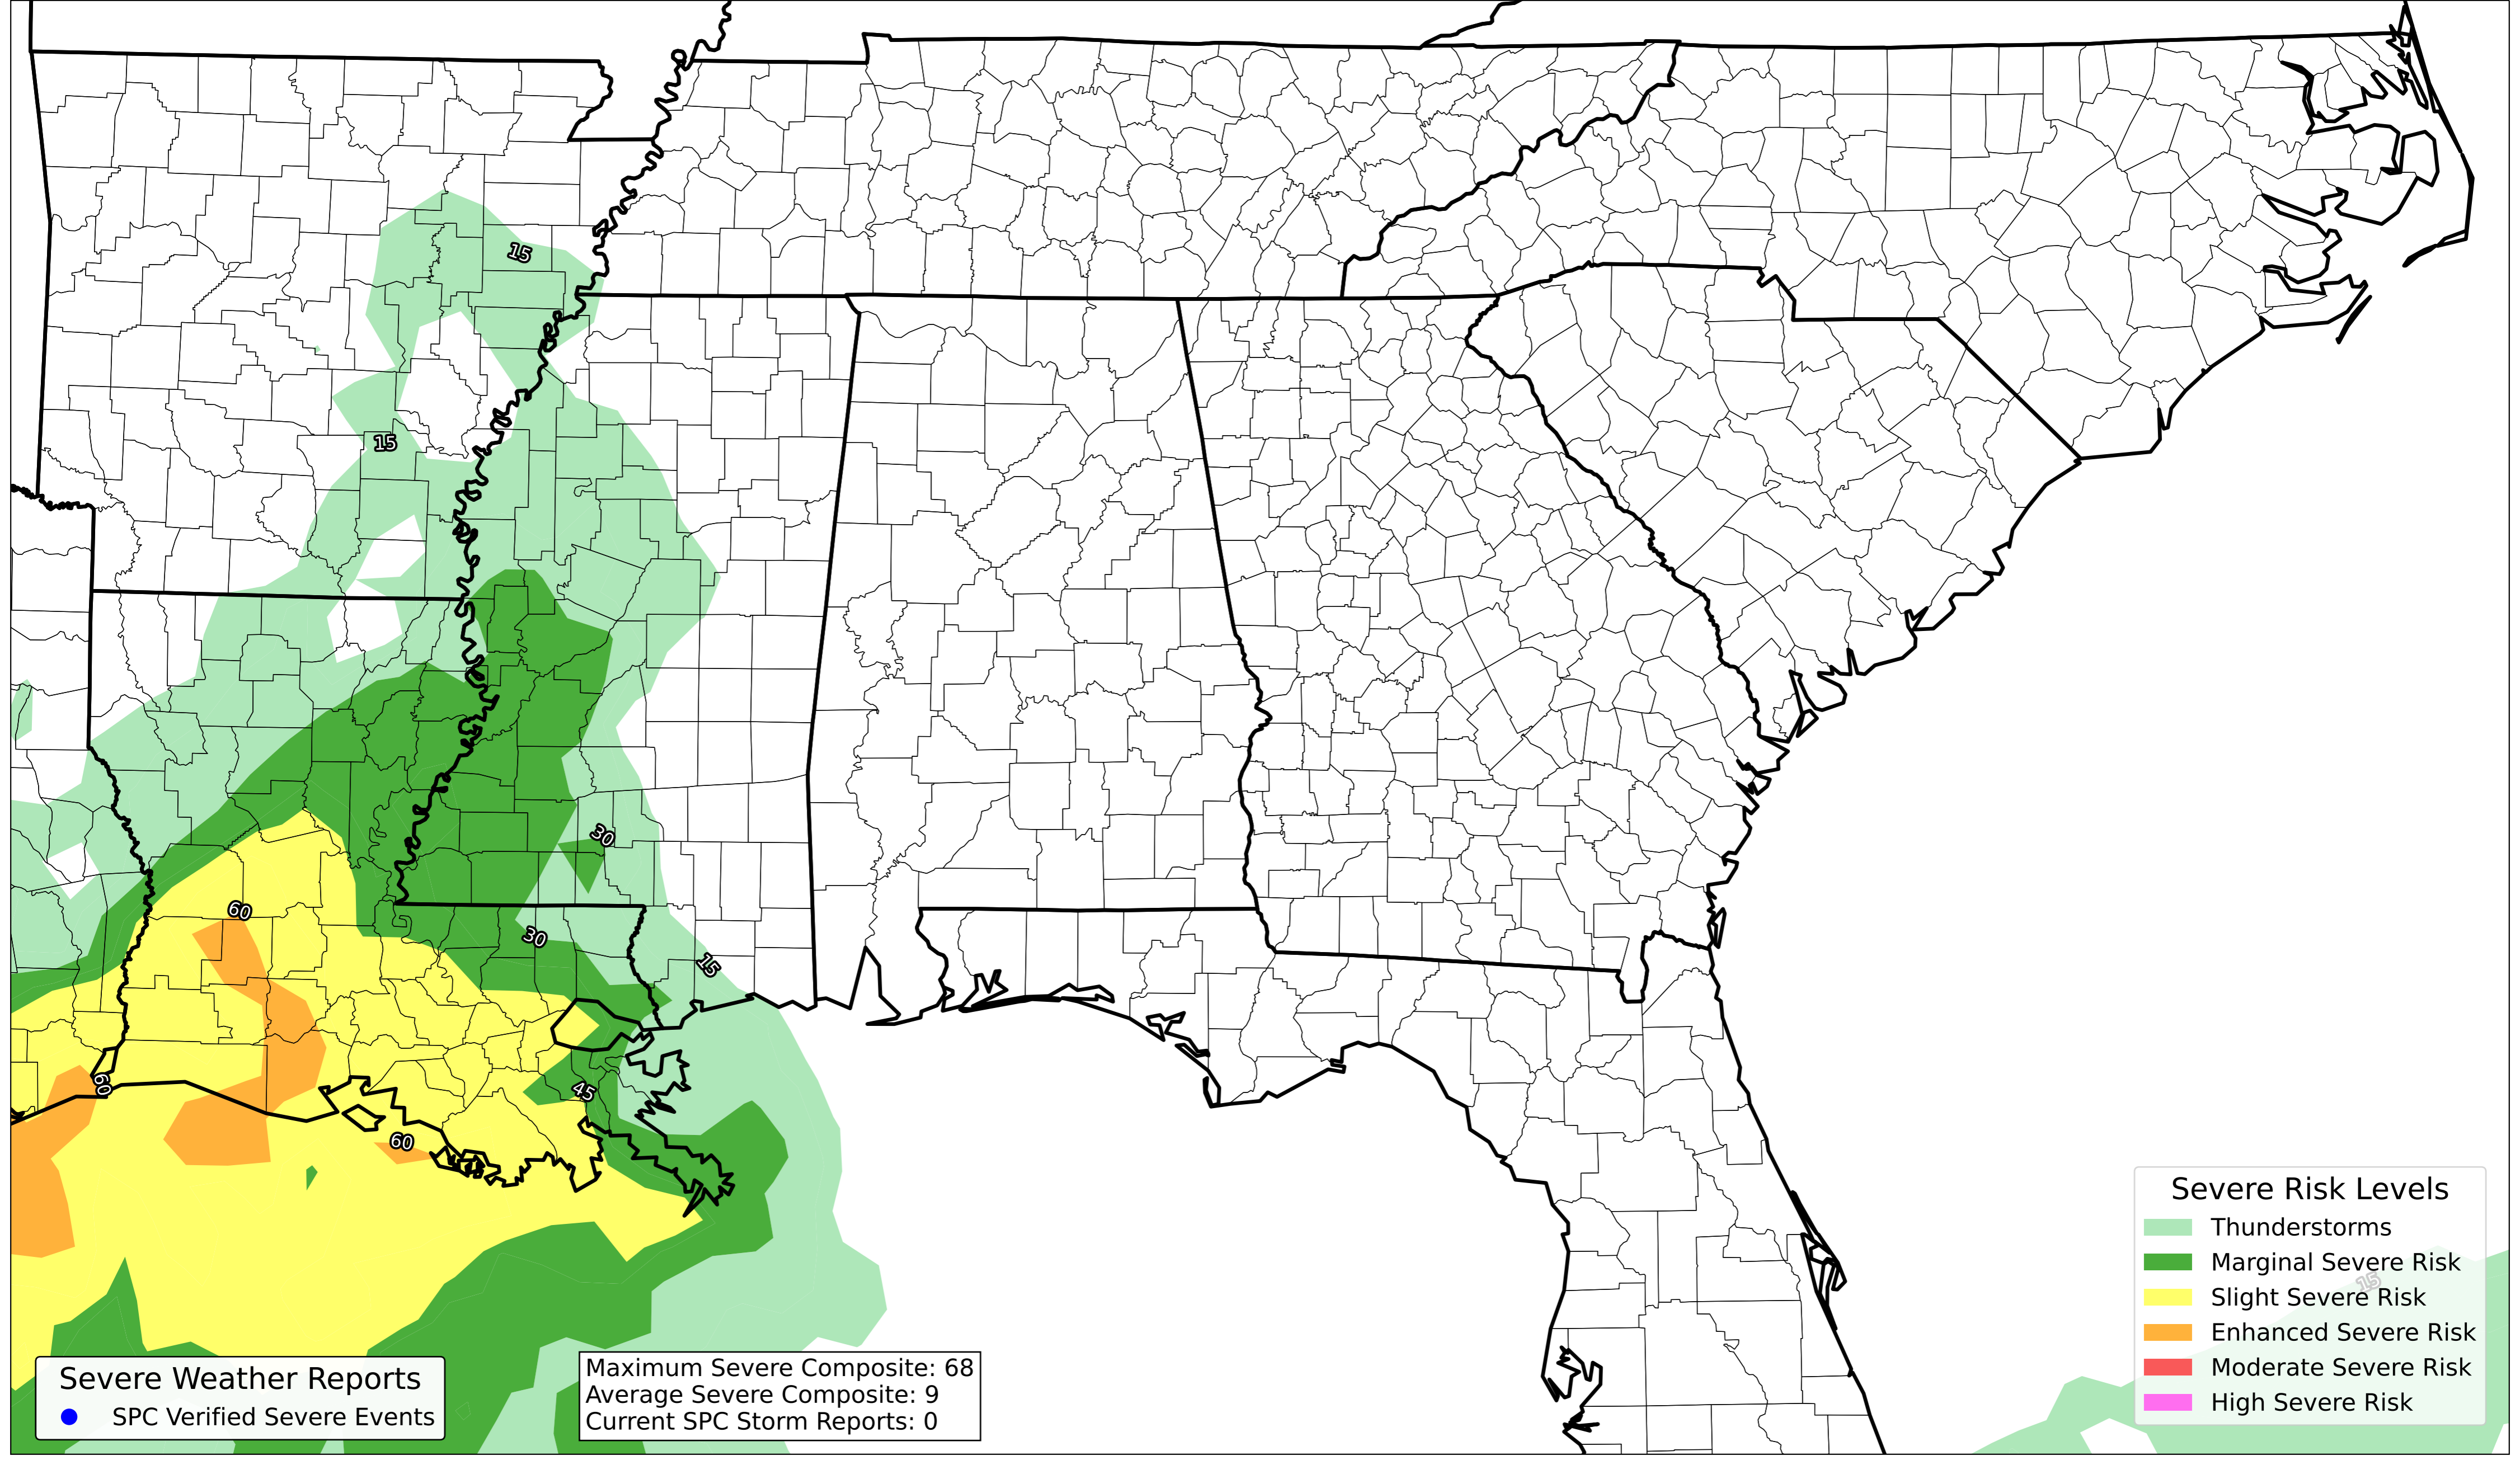 15
15
30
60
30
15
60
45
60
15
Severe Risk Levels
Thunderstorms
Marginal Severe Risk
Slight Severe Risk
Enhanced Severe Risk
Moderate Severe Risk
High Severe Risk
Severe Weather Reports
SPC Verified Severe Events
Maximum Severe Composite: 68
Average Severe Composite: 9
Current SPC Storm Reports: 0